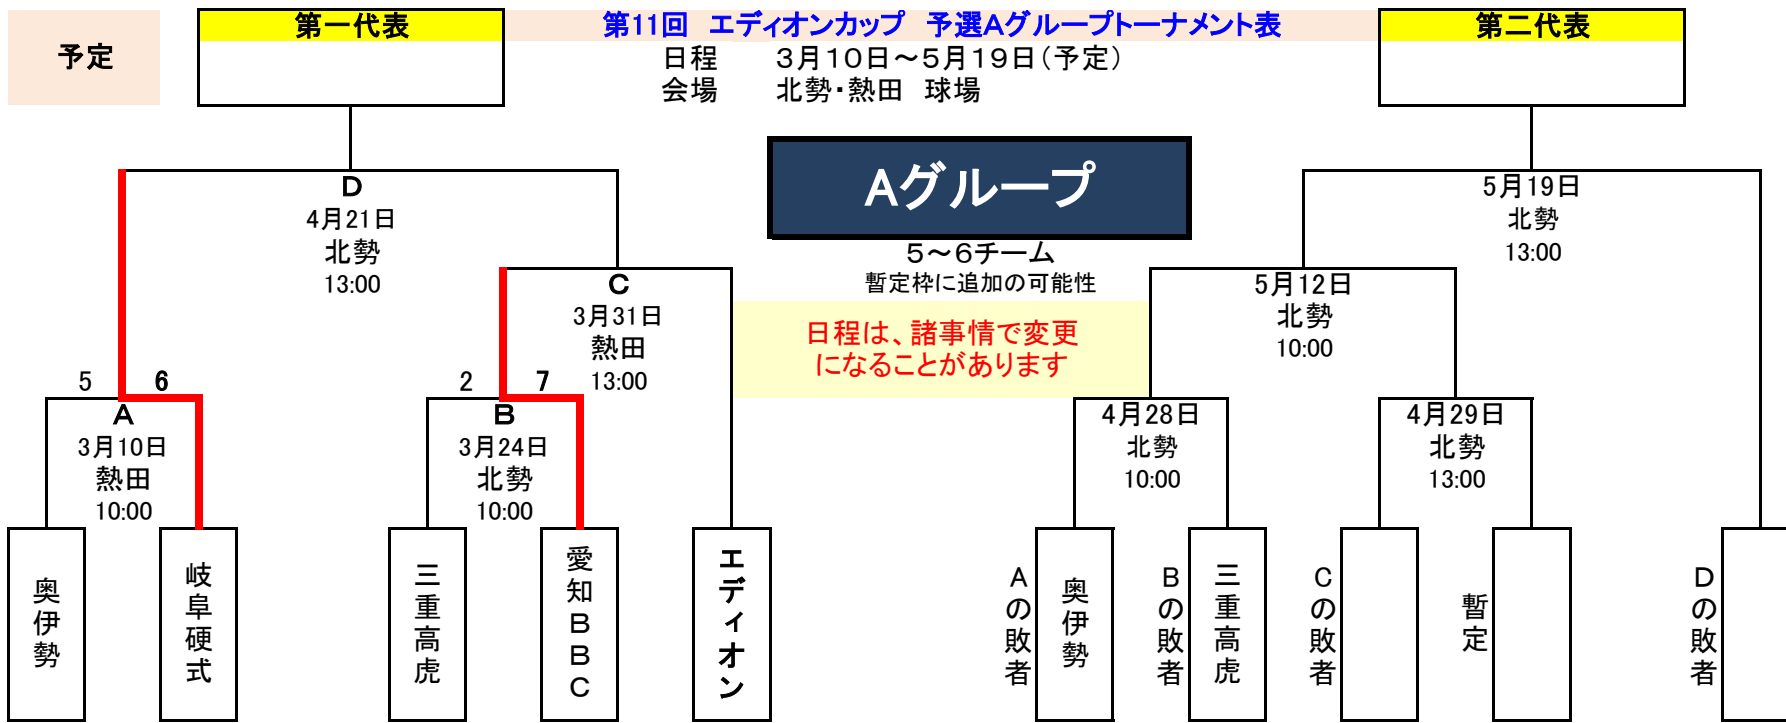 予定
第一代表
第11回 エディオンカップ 予選Aグループトーナメント表
第二代表
日程 3月10日～5月19日(予定)
会場 北勢・熱田 球場
Aグループ
5～6チーム
暫定枠に追加の可能性
日程は、諸事情で変更
になることがあります
D
4月21日
北勢
13:00
C
3月31日
熱田
13:00
5 6
A
3月10日
熱田
10:00
2 7
B
3月24日
北勢
10:00
5月19日
北勢
13:00
5月12日
北勢
10:00
4月28日
北勢
10:00
4月29日
北勢
13:00
奥伊勢
岐阜硬式
三重高虎
愛知BBC
エディオン
Aの敗者
奥伊勢
Bの敗者
三重高虎
Cの敗者
暫定
Dの敗者